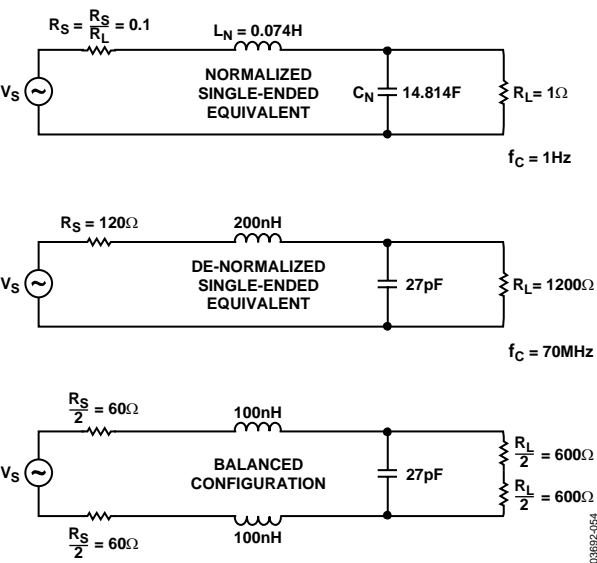 R_S = R_S/R_L = 0.1
L_N = 0.074H
V_S
NORMALIZED
SINGLE-ENDED
EQUIVALENT
C_N
14.814F
R_L= 1Ω
f_C = 1Hz
R_S = 120Ω
200nH
V_S
DE-NORMALIZED
SINGLE-ENDED
EQUIVALENT
27pF
R_L= 1200Ω
f_C = 70MHz
R_S/2 = 60Ω
100nH
V_S
BALANCED
CONFIGURATION
27pF
R_L/2 = 600Ω
R_L/2 = 600Ω
R_S/2 = 60Ω
100nH
03692-054